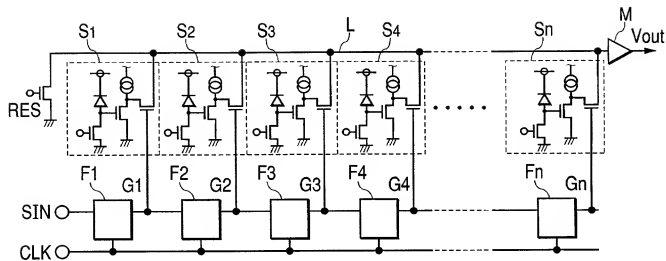 S1 S2 S3 L S4 Sn M
Vout
RES
F1 G1 F2 G2 F3 G3 F4 G4 Fn Gn
SIN
CLK